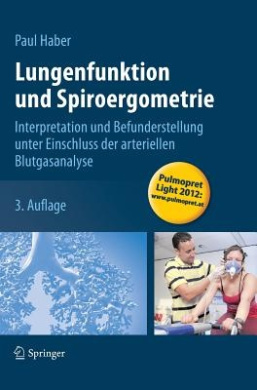 Paul Haber
Lungenfunktion
und Spiroergometrie
Interpretation und Befunderstellung
unter Einschluss der arteriellen
Blutgasanalyse
3. Auflage
Pulmopret
Light 2012:
www.pulmopret.at
Springer